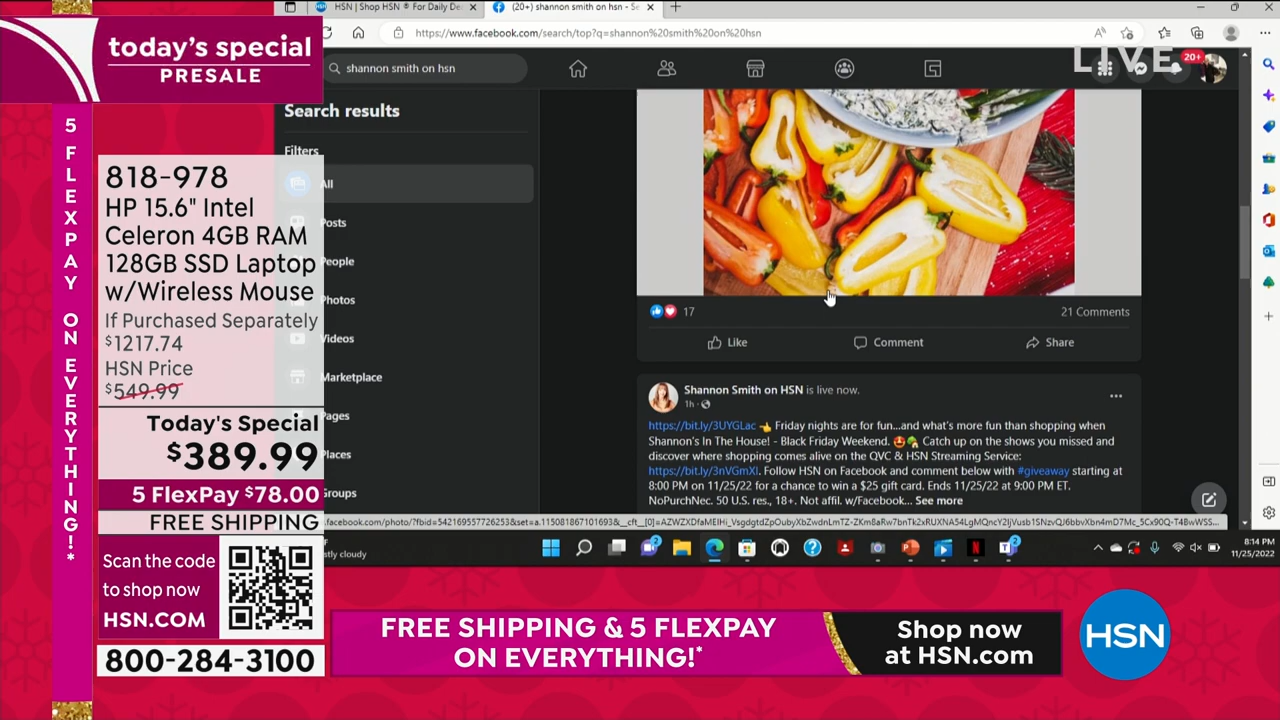 today's special
PRESALE
5 FLEXPAY ON EVERYTHING!*
818-978
HP 15.6" Intel
Celeron 4GB RAM
128GB SSD Laptop
w/Wireless Mouse
If Purchased Separately
$1217.74
HSN Price
$549.99
Today's Special
$389.99
5 FlexPay $78.00
FREE SHIPPING
Scan the code
to shop now
HSN.COM
800-284-3100
HSN | Shop HSN ® For Daily De
(20+) shannon smith on hsn - Se
https://www.facebook.com/search/top?q=shannon%20smith%20on%20hsn
shannon smith on hsn
LIVE
20+
Search results
Filters
All
Posts
People
Photos
Videos
Marketplace
Pages
Places
Groups
17
21 Comments
Like
Comment
Share
Shannon Smith on HSN is live now.
1h
https://bit.ly/3UYGLac 👍 Friday nights are for fun...and what's more fun than shopping when
Shannon's In The House! - Black Friday Weekend. 🤩🏡 Catch up on the shows you missed and
discover where shopping comes alive on the QVC & HSN Streaming Service:
https://bit.ly/3nVGmXl. Follow HSN on Facebook and comment below with #giveaway starting at
8:00 PM on 11/25/22 for a chance to win a $25 gift card. Ends 11/25/22 at 9:00 PM ET.
NoPurchNec. 50 U.S. res., 18+. Not affil. w/Facebook... See more
8:14 PM
11/25/2022
FREE SHIPPING & 5 FLEXPAY
ON EVERYTHING!*
Shop now
at HSN.com
HSN